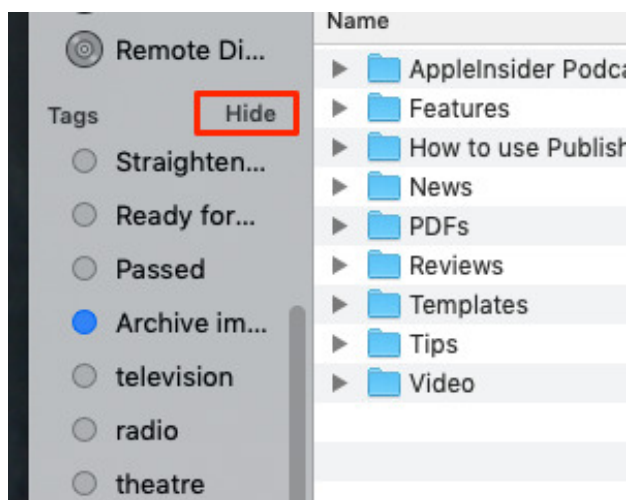 Remote Di...
Tags Hide
Straighten...
Ready for...
Passed
Archive im...
television
radio
theatre
Name
AppleInsider Podca
Features
How to use Publish
News
PDFs
Reviews
Templates
Tips
Video